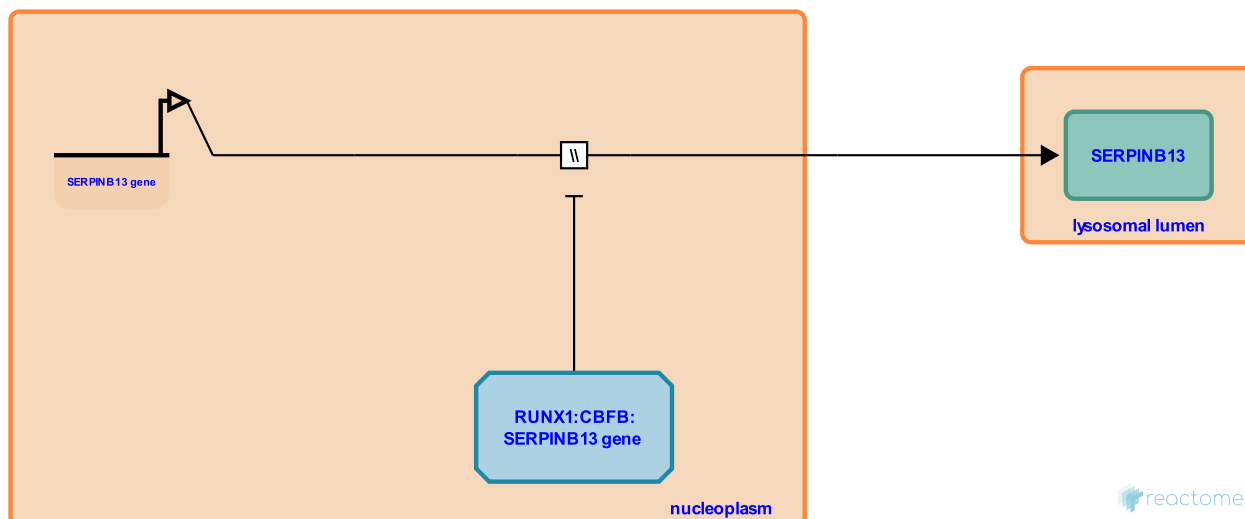 SERPINB13 gene
\\
SERPINB13
lysosomal lumen
RUNX1:CBFB:
SERPINB13 gene
nucleoplasm
reactome